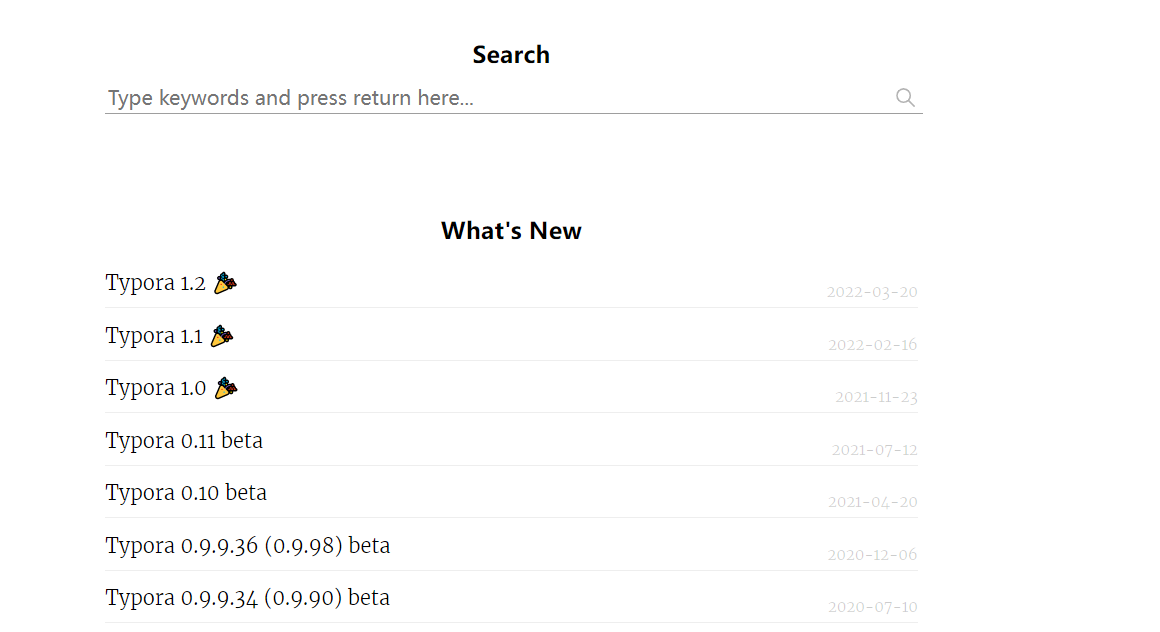 Search
Type keywords and press return here...
What's New
Typora 1.2 🎉
2022-03-20
Typora 1.1 🎉
2022-02-16
Typora 1.0 🎉
2021-11-23
Typora 0.11 beta
2021-07-12
Typora 0.10 beta
2021-04-20
Typora 0.9.9.36 (0.9.98) beta
2020-12-06
Typora 0.9.9.34 (0.9.90) beta
2020-07-10